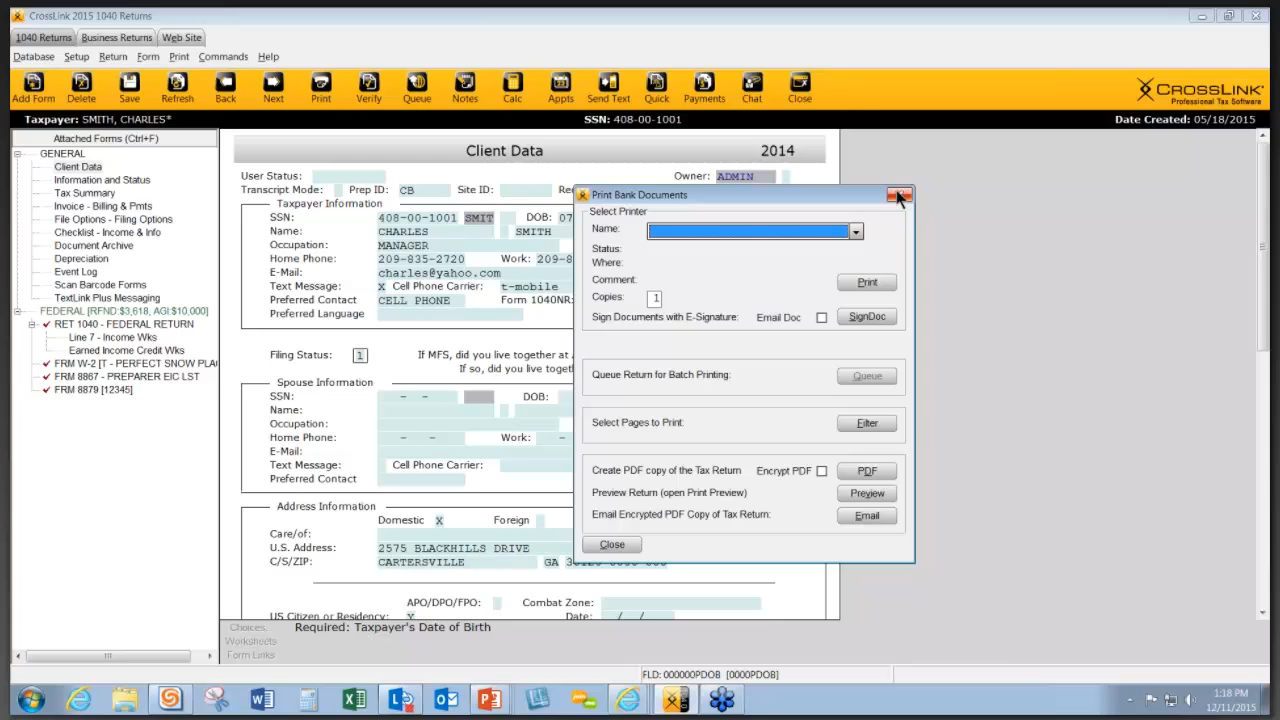 CrossLink 2015 1040 Returns
1040 Returns Business Returns Web Site
Database Setup Return Form Print Commands Help
Add Form Delete Save Refresh Back Next Print Verify Queue Notes Calc Appts Send Text Quick Payments Chat Close
CROSSLINK
Professional Tax Software
Taxpayer: SMITH, CHARLES* SSN: 408-00-1001 Date Created: 05/18/2015
Attached Forms (Ctrl+F)
GENERAL
Client Data
Information and Status
Tax Summary
Invoice - Billing & Pmts
File Options - Filing Options
Checklist - Income & Info
Document Archive
Depreciation
Event Log
Scan Barcode Forms
TextLink Plus Messaging
FEDERAL [RFND:$3,618, AGI:$10,000]
RET 1040 - FEDERAL RETURN
Line 7 - Income Wks
Earned Income Credit Wks
FRM W-2 [T - PERFECT SNOW PLA
FRM 8867 - PREPARER EIC LST
FRM 8879 [12345]
Client Data 2014
User Status: Owner: ADMIN
Transcript Mode: Prep ID: CB Site ID: Re
Taxpayer Information
SSN: 408-00-1001 SMIT DOB: 07
Name: CHARLES SMITH
Occupation: MANAGER
Home Phone: 209-835-2720 Work: 209-8
E-Mail: charles@yahoo.com
Text Message: X Cell Phone Carrier: t-mobile
Preferred Contact CELL PHONE Form 1040NR:
Preferred Language
Filing Status: 1 If MFS, did you live together at
If so, did you live togeth
Spouse Information
SSN: - - DOB:
Name:
Occupation:
Home Phone: - - Work: -
E-Mail:
Text Message: Cell Phone Carrier:
Preferred Contact
Address Information
Domestic X Foreign
Care/of:
U.S. Address: 2575 BLACKHILLS DRIVE
C/S/ZIP: CARTERSVILLE GA
APO/DPO/FPO: Combat Zone:
US Citizen or Residency: Date: / /
Print Bank Documents
Select Printer
Name:
Status:
Where:
Comment: Print
Copies: 1
Sign Documents with E-Signature: Email Doc SignDoc
Queue Return for Batch Printing: Queue
Select Pages to Print: Filter
Create PDF copy of the Tax Return Encrypt PDF PDF
Preview Return (open Print Preview) Preview
Email Encrypted PDF Copy of Tax Return: Email
Close
Choices: Required: Taxpayer's Date of Birth
Worksheets
Form Links
FLD: 000000PDOB [0000PDOB]
1:18 PM
12/11/2015